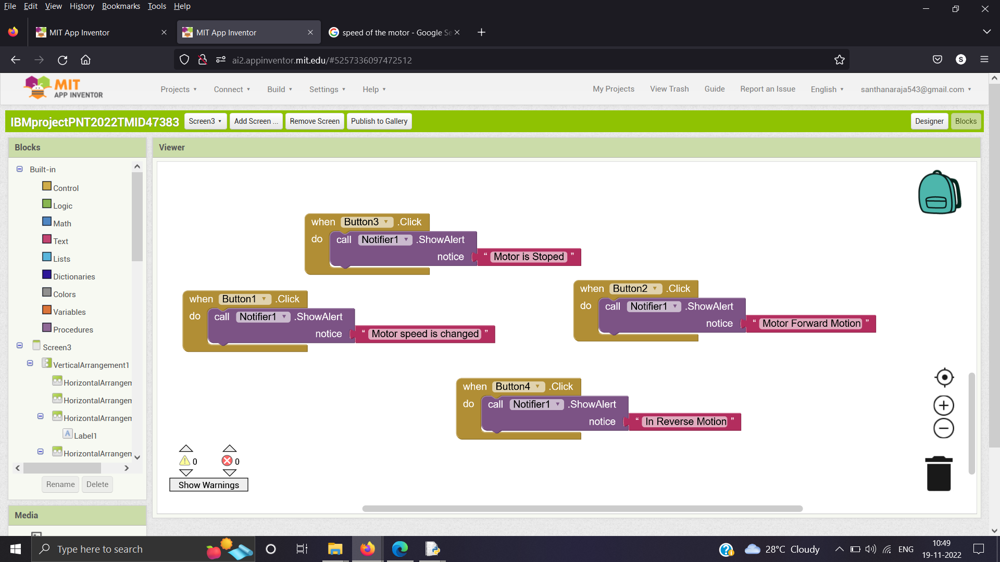 File Edit View History Bookmarks Tools Help
MIT App Inventor
MIT App Inventor
speed of the motor - Google Se
ai2.appinventor.mit.edu/#5257336097472512
S
MIT
APP INVENTOR
Projects Connect Build Settings Help My Projects View Trash Guide Report an Issue English santhanaraja543@gmail.com
IBMprojectPNT2022TMID47383 Screen3 Add Screen ... Remove Screen Publish to Gallery Designer Blocks
Blocks
Viewer
Built-in
Control
Logic
Math
Text
Lists
Dictionaries
Colors
Variables
Procedures
Screen3
VerticalArrangement1
HorizontalArrangem
HorizontalArrangem
HorizontalArrangem
A Label1
HorizontalArrangem
Rename Delete
Media
when Button3 .Click
do call Notifier1 .ShowAlert
notice “ Motor is Stoped ”
when Button1 .Click
do call Notifier1 .ShowAlert
notice “ Motor speed is changed ”
when Button2 .Click
do call Notifier1 .ShowAlert
notice “ Motor Forward Motion ”
when Button4 .Click
do call Notifier1 .ShowAlert
notice “ In Reverse Motion ”
0 0
Show Warnings
Type here to search
28°C Cloudy
ENG
10:49
19-11-2022